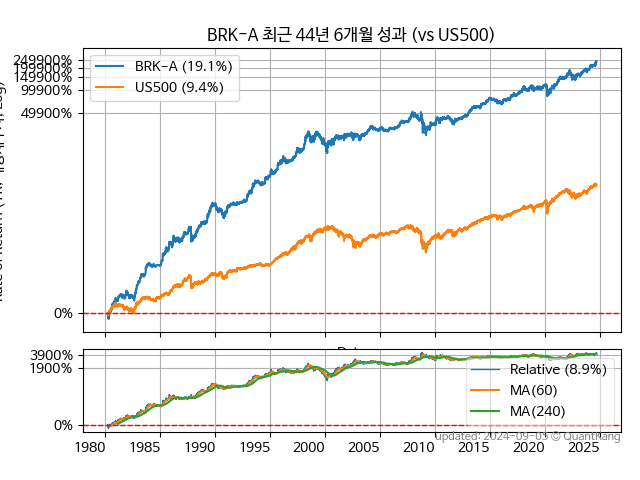 BRK-A 최근 44년 6개월 성과 (vs US500)
249900%
199900%
149900%
99900%
49900%
0%
BRK-A (19.1%)
US500 (9.4%)
3900%
1900%
0%
Relative (8.9%)
MA(60)
MA(240)
1980 1985 1990 1995 2000 2005 2010 2015 2020 2025
updated: 2024-09-05 © Quantkang